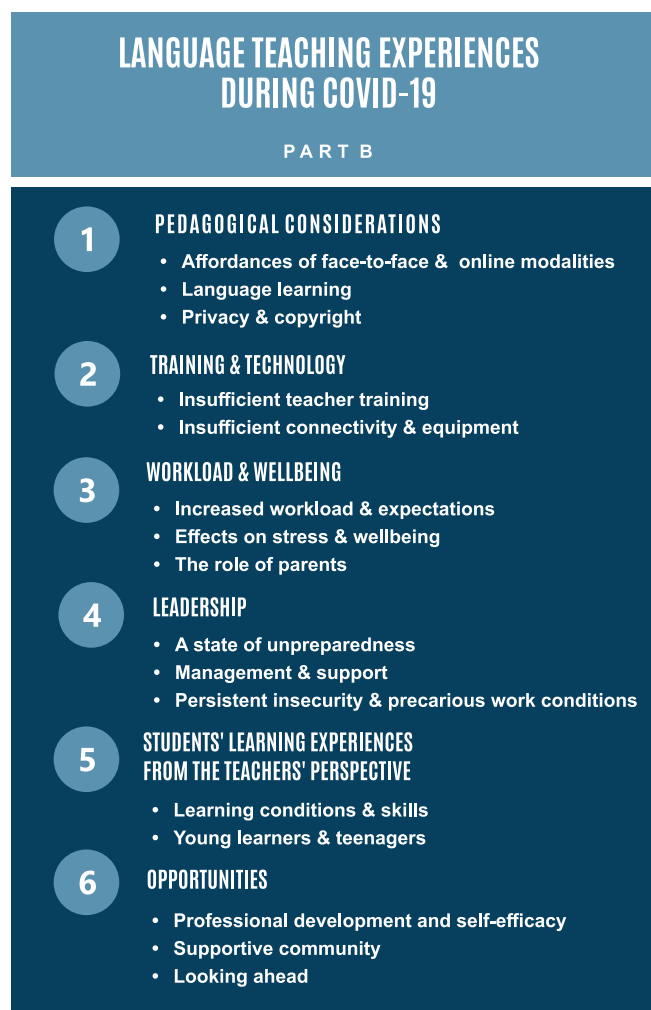 LANGUAGE TEACHING EXPERIENCES
DURING COVID-19
PART B
1
PEDAGOGICAL CONSIDERATIONS
• Affordances of face-to-face & online modalities
• Language learning
• Privacy & copyright
2
TRAINING & TECHNOLOGY
• Insufficient teacher training
• Insufficient connectivity & equipment
3
WORKLOAD & WELLBEING
• Increased workload & expectations
• Effects on stress & wellbeing
• The role of parents
4
LEADERSHIP
• A state of unpreparedness
• Management & support
• Persistent insecurity & precarious work conditions
5
STUDENTS' LEARNING EXPERIENCES
FROM THE TEACHERS' PERSPECTIVE
• Learning conditions & skills
• Young learners & teenagers
6
OPPORTUNITIES
• Professional development and self-efficacy
• Supportive community
• Looking ahead